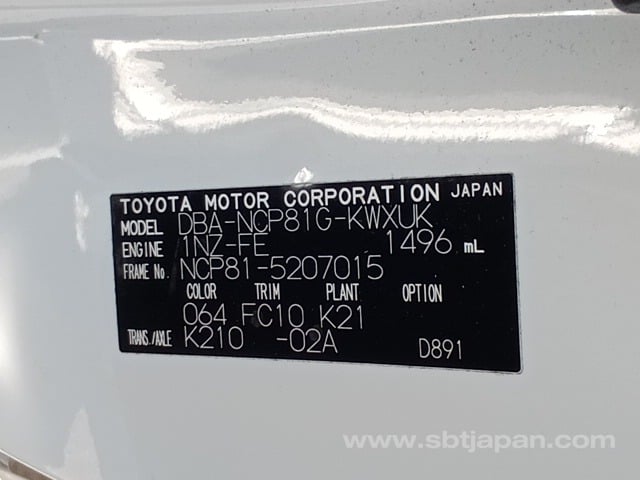 TOYOTA MOTOR CORPORATION JAPAN
MODEL DBA-NCP81G-KWXUK
ENGINE 1NZ-FE 1496 mL
FRAME No. NCP81-5207015
COLOR TRIM PLANT OPTION
064 FC10 K21
TRANS./AXLE K210 -02A D891
www.sbtjapan.com